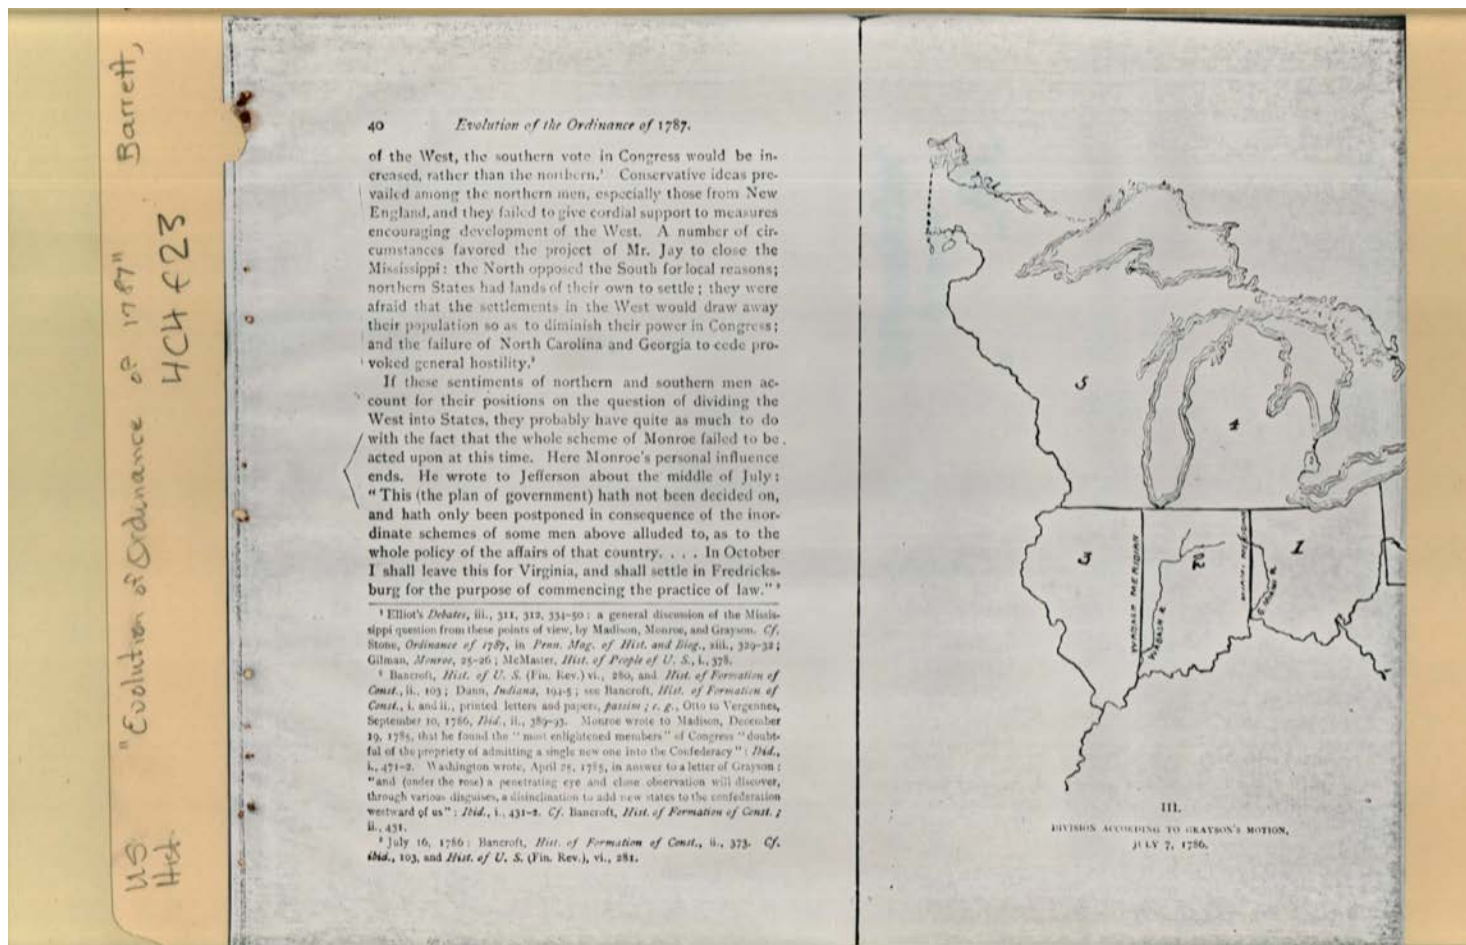 US Hist
"Evolution of Ordinance of 1787"
Barrett,
4C4 f23
40 Evolution of the Ordinance of 1787.
of the West, the southern vote in Congress would be in-
creased, rather than the northern.¹ Conservative ideas pre-
vailed among the northern men, especially those from New
England, and they failed to give cordial support to measures
encouraging development of the West. A number of cir-
cumstances favored the project of Mr. Jay to close the
Mississippi: the North opposed the South for local reasons;
northern States had lands of their own to settle; they were
afraid that the settlements in the West would draw away
their population so as to diminish their power in Congress;
and the failure of North Carolina and Georgia to cede pro-
voked general hostility.²
If these sentiments of northern and southern men ac-
count for their positions on the question of dividing the
West into States, they probably have quite as much to do
with the fact that the whole scheme of Monroe failed to be
acted upon at this time. Here Monroe's personal influence
ends. He wrote to Jefferson about the middle of July:
"This (the plan of government) hath not been decided on,
and hath only been postponed in consequence of the inor-
dinate schemes of some men above alluded to, as to the
whole policy of the affairs of that country. . . . In October
I shall leave this for Virginia, and shall settle in Fredricks-
burg for the purpose of commencing the practice of law."³
¹ Elliot's Debates, iii., 311, 312, 334-50: a general discussion of the Missis-
sippi question from these points of view, by Madison, Monroe, and Grayson. Cf.
Stone, Ordinance of 1787, in Penn. Mag. of Hist. and Biog., xiii., 329-32;
Gilman, Monroe, 25-26; McMaster, Hist. of People of U. S., i., 378.
² Bancroft, Hist. of U. S. (Fin. Rev.) vi., 280, and Hist. of Formation of
Const., ii., 103; Dunn, Indiana, 194-5; see Bancroft, Hist. of Formation of
Const., i. and ii., printed letters and papers, passim; e. g., Otto to Vergennes,
September 10, 1786, Ibid., ii., 389-93. Monroe wrote to Madison, December
19, 1785, that he found the "most enlightened members" of Congress "doubt-
ful of the propriety of admitting a single new one into the Confederacy": Ibid.,
i., 471-2. Washington wrote, April 25, 1785, in answer to a letter of Grayson;
"and (under the rose) a penetrating eye and close observation will discover,
through various disguises, a disinclination to add new states to the confederation
westward of us": Ibid., i., 431-2. Cf. Bancroft, Hist. of Formation of Const.;
ii., 431.
³ July 16, 1786: Bancroft, Hist. of Formation of Const., ii., 373. Cf.
ibid., 103, and Hist. of U. S. (Fin. Rev.), vi., 281.
5
4
3
2
1
WABASH MERIDIAN
WABASH R.
MIAMI MERIDIAN
G. MIAMI R.
III.
DIVISION ACCORDING TO GRAYSON'S MOTION,
JULY 7, 1786.